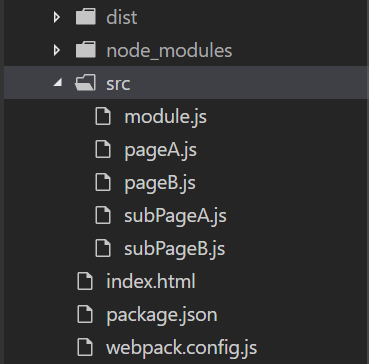 dist
node_modules
src
module.js
pageA.js
pageB.js
subPageA.js
subPageB.js
index.html
package.json
webpack.config.js